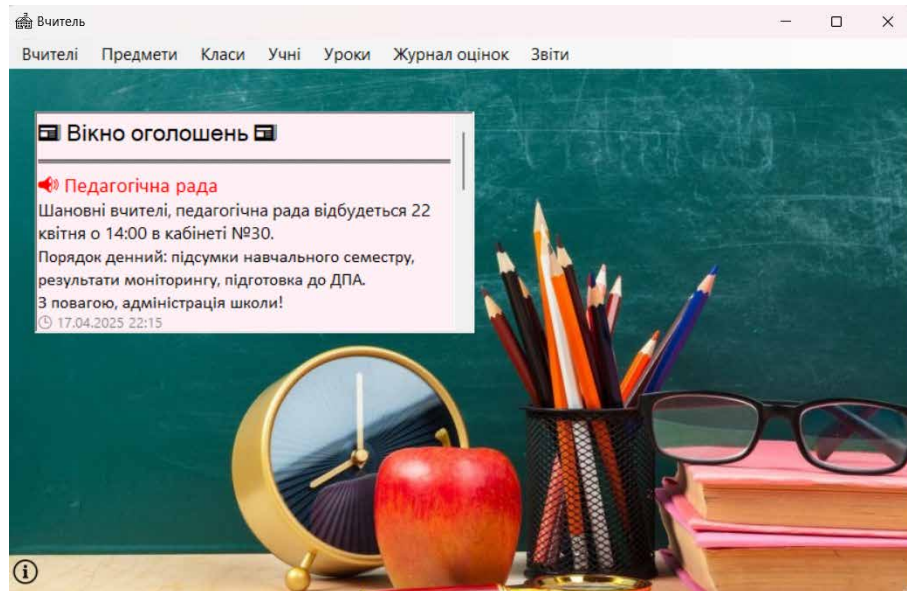 Вчитель
Вчителі Предмети Класи Учні Уроки Журнал оцінок Звіти
Вікно оголошень
Педагогічна рада
Шановні вчителі, педагогічна рада відбудеться 22
квітня о 14:00 в кабінеті №30.
Порядок денний: підсумки навчального семестру,
результати моніторингу, підготовка до ДПА.
З повагою, адміністрація школи!
17.04.2025 22:15